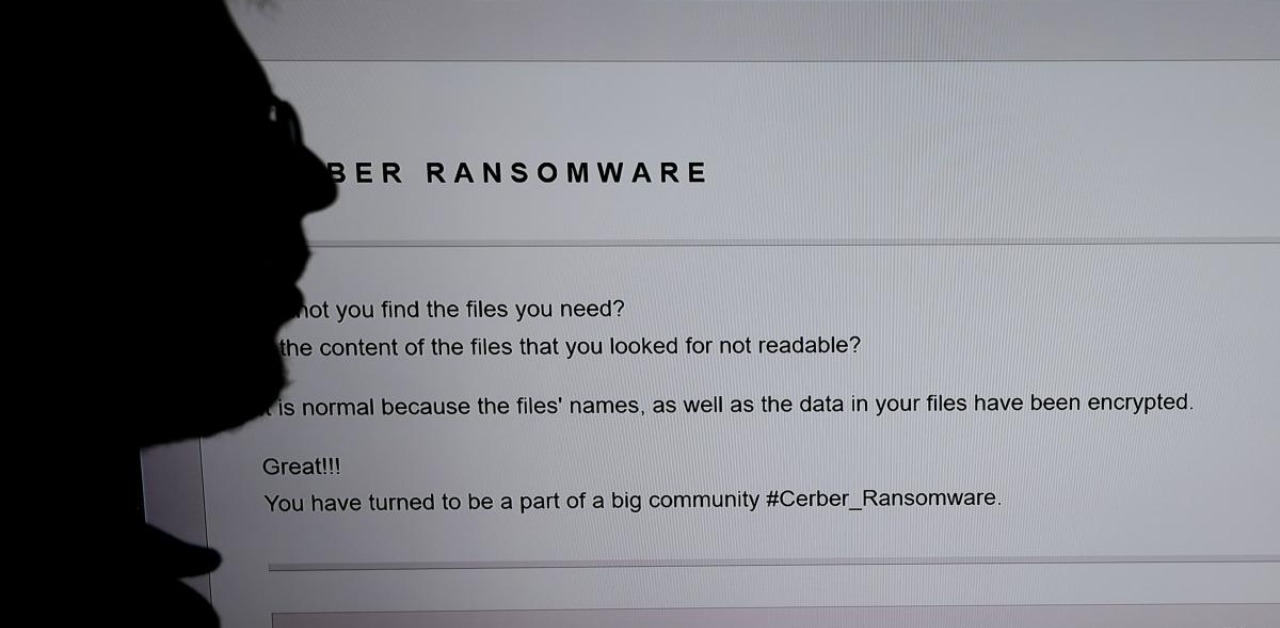 BER RANSOMWARE
not you find the files you need?
the content of the files that you looked for not readable?
is normal because the files' names, as well as the data in your files have been encrypted.
Great!!!
You have turned to be a part of a big community #Cerber_Ransomware.